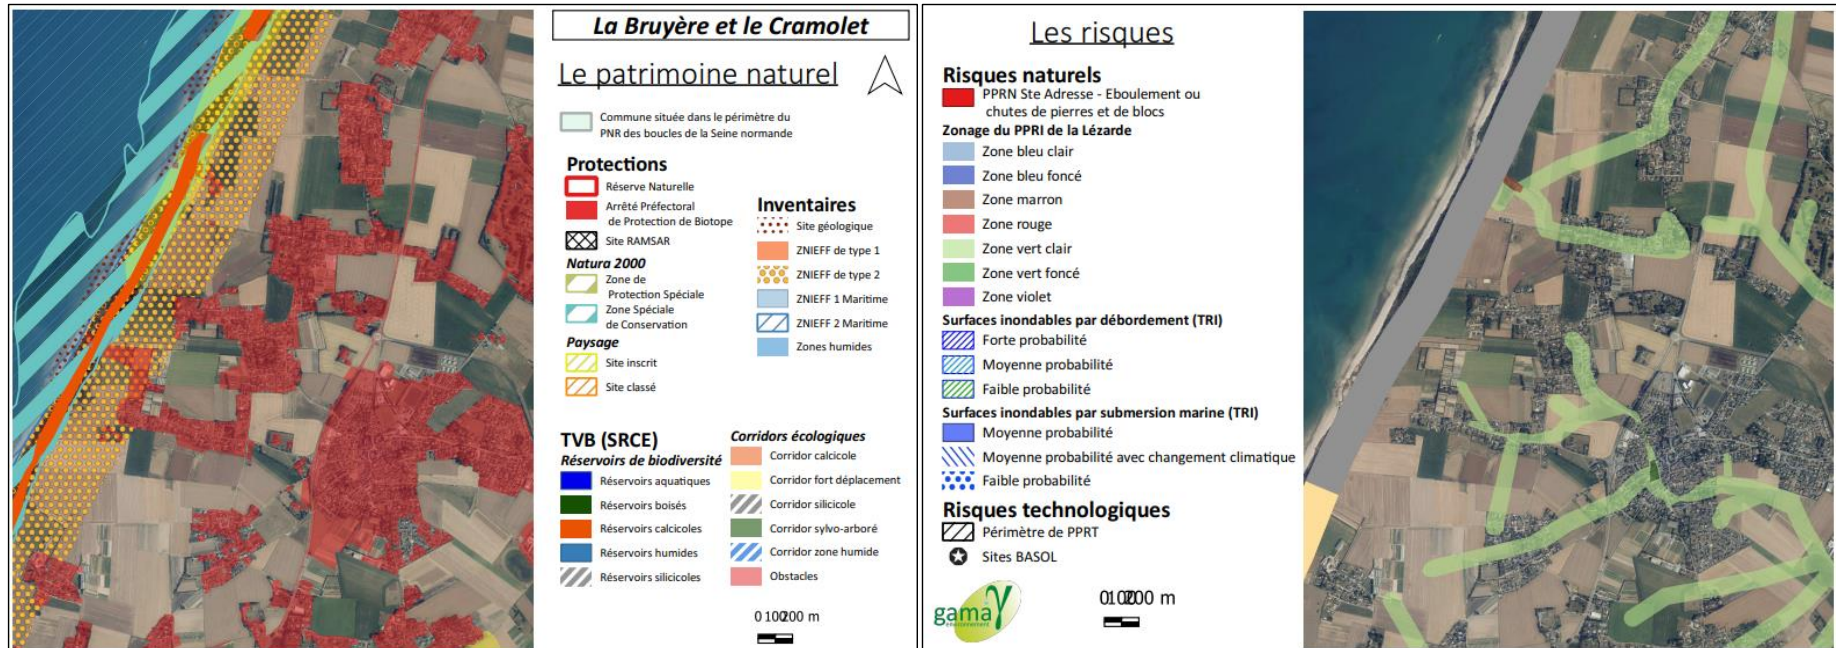 La Bruyère et le Cramolet
Le patrimoine naturel
Commune située dans le périmètre du
PNR des boucles de la Seine normande
Protections
Réserve Naturelle
Arrêté Préfectoral
de Protection de Biotope
Site RAMSAR
Natura 2000
Zone de
Protection Spéciale
Zone Spéciale
de Conservation
Paysage
Site inscrit
Site classé
Inventaires
Site géologique
ZNIEFF de type 1
ZNIEFF de type 2
ZNIEFF 1 Maritime
ZNIEFF 2 Maritime
Zones humides
TVB (SRCE)
Réservoirs de biodiversité
Réservoirs aquatiques
Réservoirs boisés
Réservoirs calcicoles
Réservoirs humides
Réservoirs silicicoles
Corridors écologiques
Corridor calcicole
Corridor fort déplacement
Corridor silicicole
Corridor sylvo-arboré
Corridor zone humide
Obstacles
0 100200 m
Les risques
Risques naturels
PPRN Ste Adresse - Eboulement ou
chutes de pierres et de blocs
Zonage du PPRI de la Lézarde
Zone bleu clair
Zone bleu foncé
Zone marron
Zone rouge
Zone vert clair
Zone vert foncé
Zone violet
Surfaces inondables par débordement (TRI)
Forte probabilité
Moyenne probabilité
Faible probabilité
Surfaces inondables par submersion marine (TRI)
Moyenne probabilité
Moyenne probabilité avec changement climatique
Faible probabilité
Risques technologiques
Périmètre de PPRT
Sites BASOL
gama
environnement
0100200 m